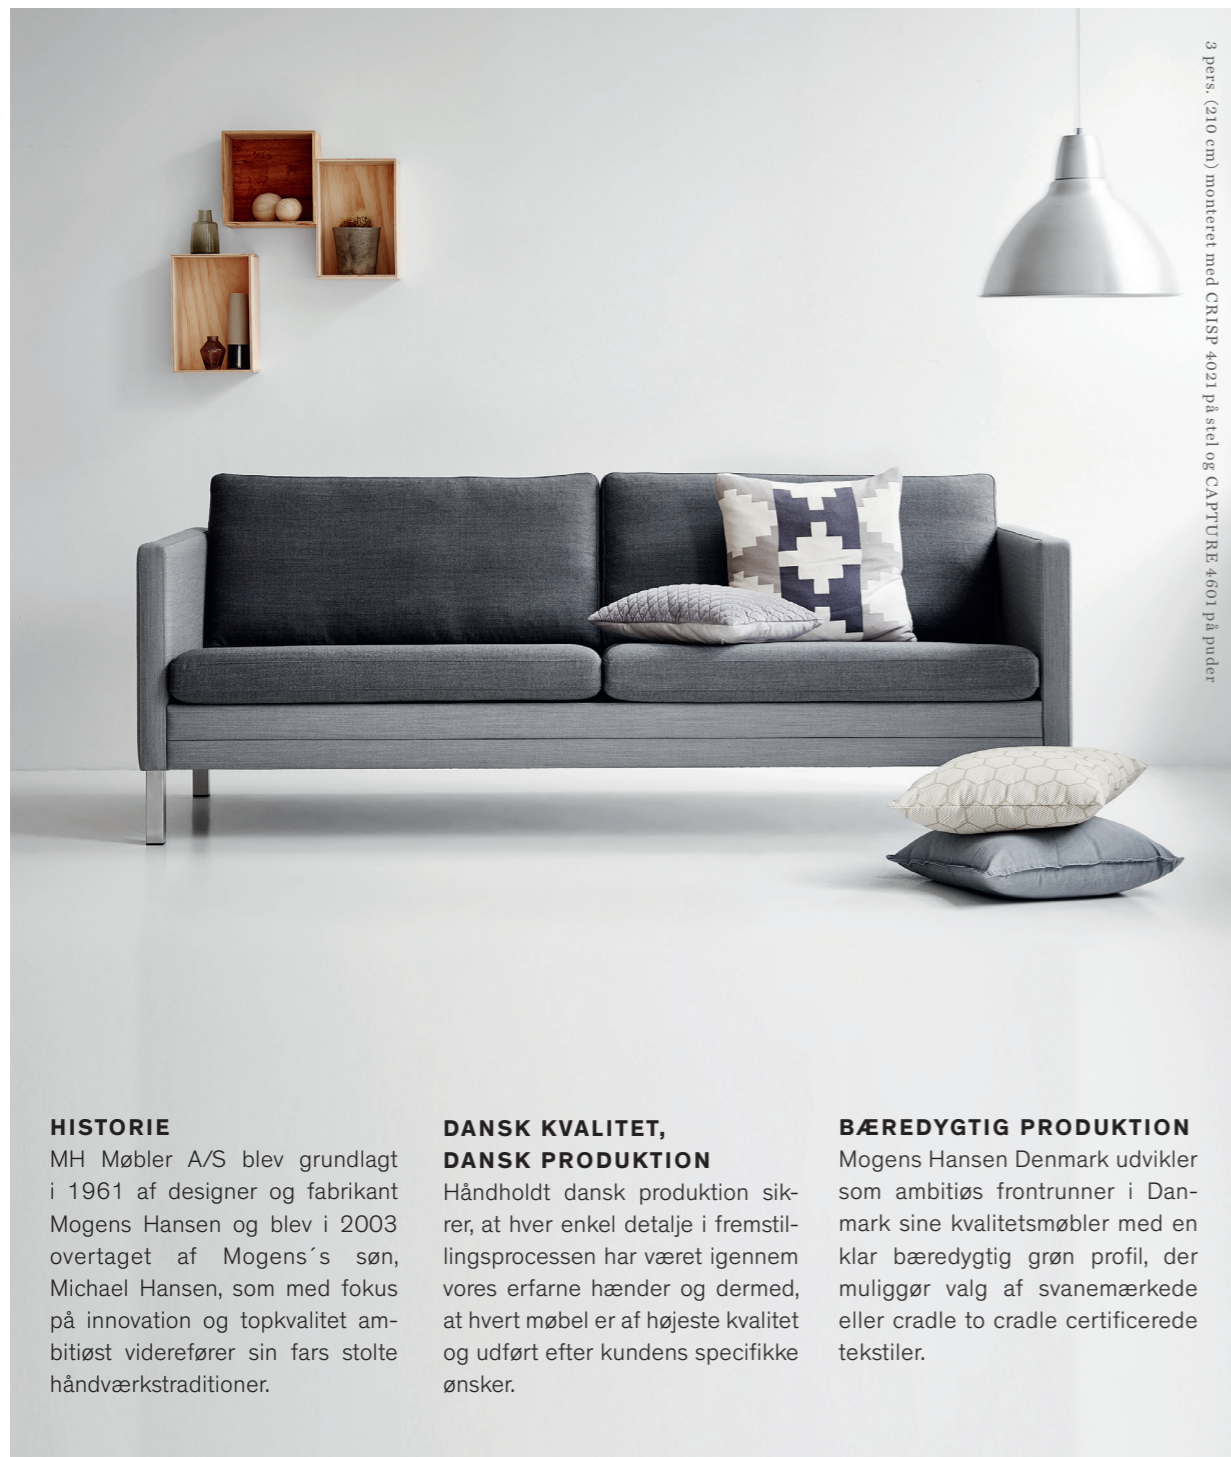 3 pers. (210 cm) monteret med CRISP 4021 på stel og CAPTURE 4601 på puder
HISTORIE
MH Møbler A/S blev grundlagt
i 1961 af designer og fabrikant
Mogens Hansen og blev i 2003
overtaget af Mogens´s søn,
Michael Hansen, som med fokus
på innovation og topkvalitet am-
bitiøst viderefører sin fars stolte
håndværkstraditioner.
DANSK KVALITET,
DANSK PRODUKTION
Håndholdt dansk produktion sik-
rer, at hver enkel detalje i fremstil-
lingsprocessen har været igennem
vores erfarne hænder og dermed,
at hvert møbel er af højeste kvalitet
og udført efter kundens specifikke
ønsker.
BÆREDYGTIG PRODUKTION
Mogens Hansen Denmark udvikler
som ambitiøs frontrunner i Dan-
mark sine kvalitetsmøbler med en
klar bæredygtig grøn profil, der
muliggør valg af svanemærkede
eller cradle to cradle certificerede
tekstiler.